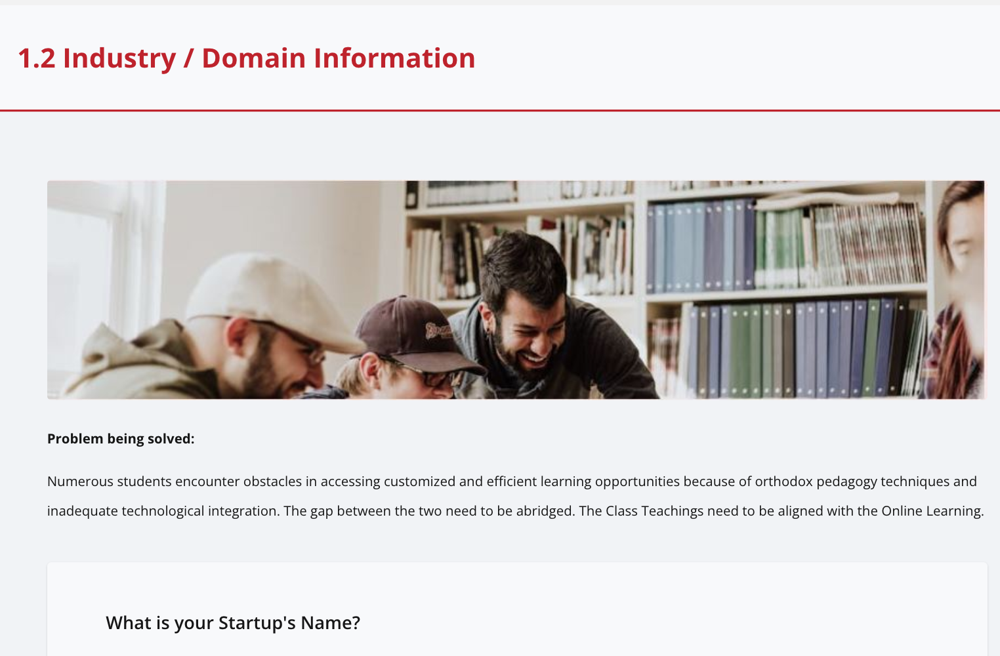 1.2 Industry / Domain Information
Problem being solved:
Numerous students encounter obstacles in accessing customized and efficient learning opportunities because of orthodox pedagogy techniques and
inadequate technological integration. The gap between the two need to be abridged. The Class Teachings need to be aligned with the Online Learning.
What is your Startup's Name?